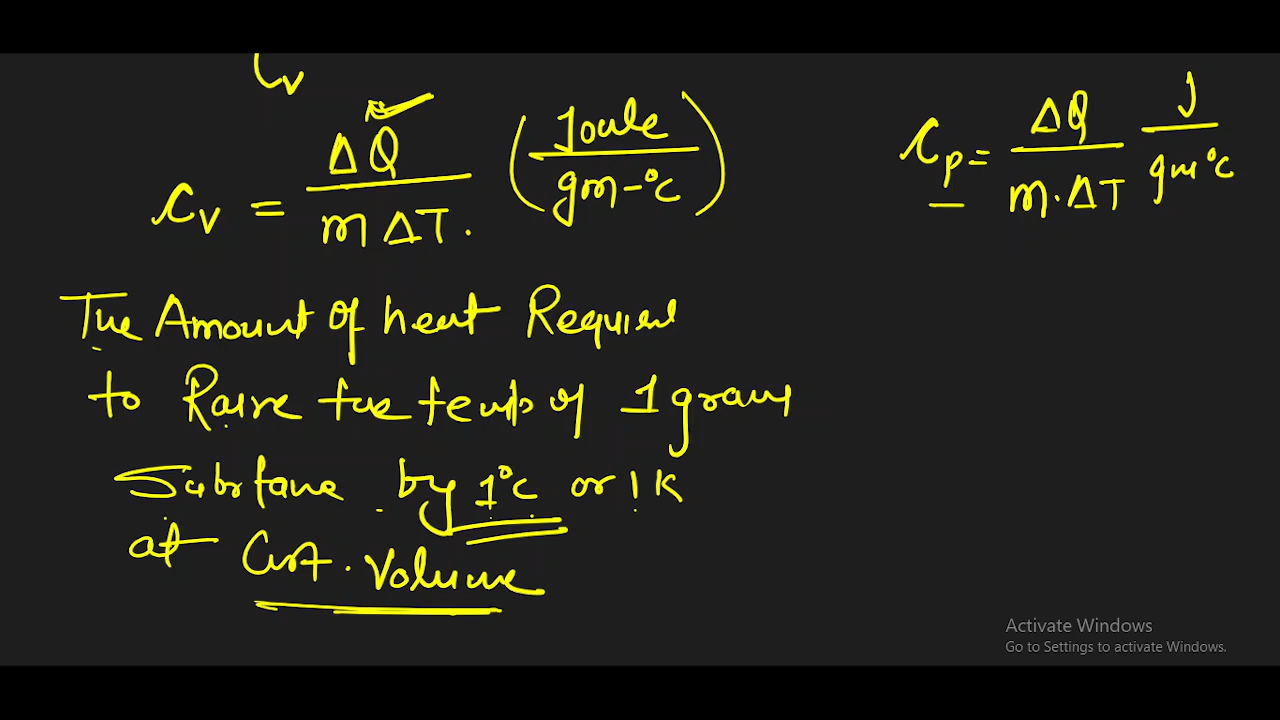 Cv
Cv = ΔQ / m ΔT. (Joule / gm-°C)
Cp = ΔQ / m.ΔT J / gm°C
The Amount of heat Required
to Raise the temp of 1 gram
Substance by 1°C or 1 K
at Cnst. Volume
Activate Windows
Go to Settings to activate Windows.